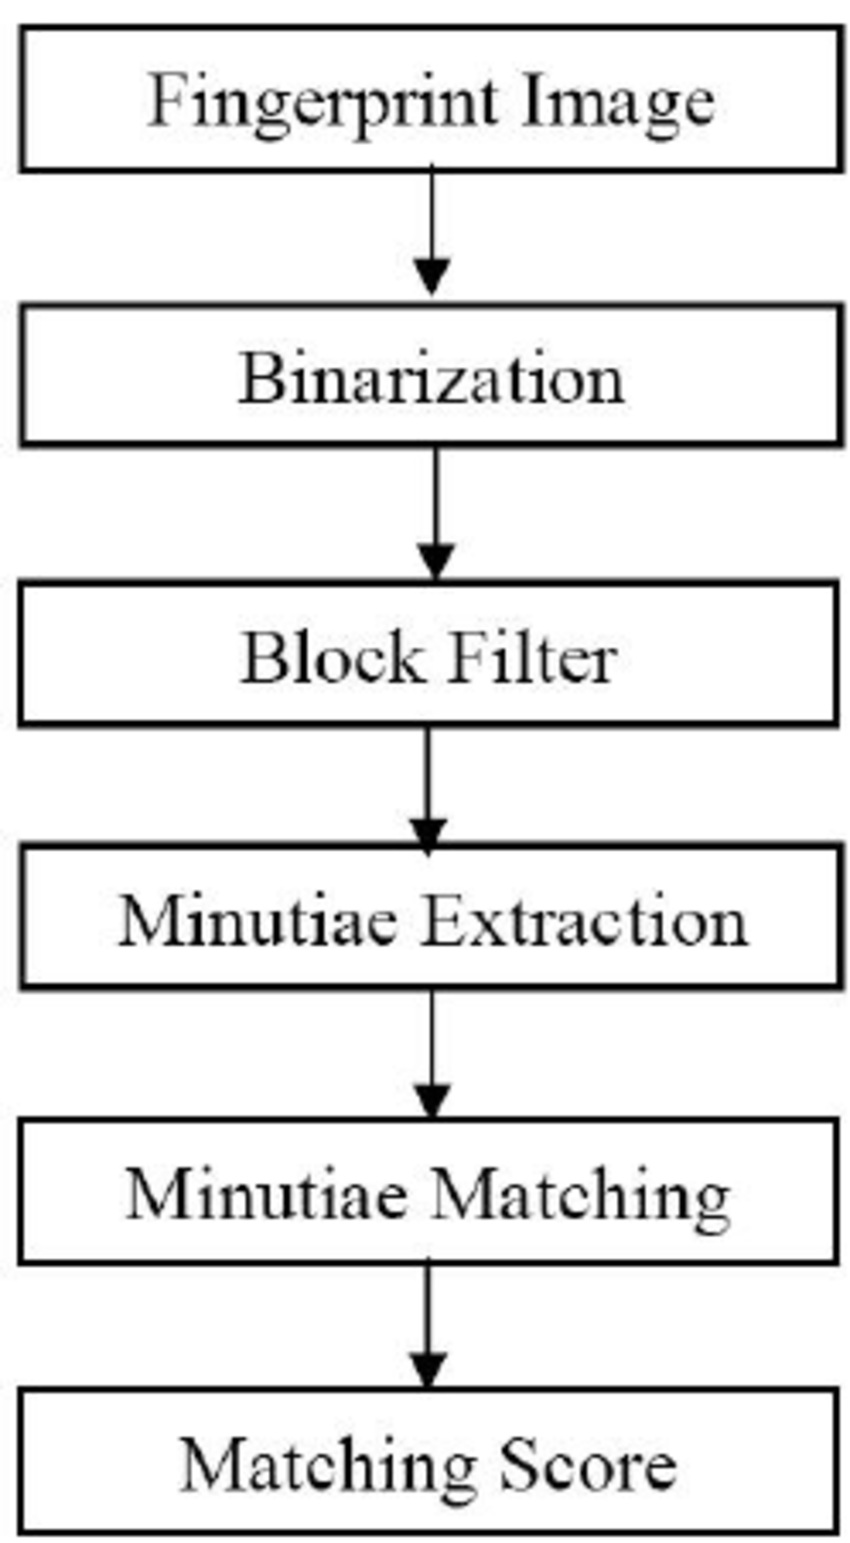 Fingerprint Image
Binarization
Block Filter
Minutiae Extraction
Minutiae Matching
Matching Score